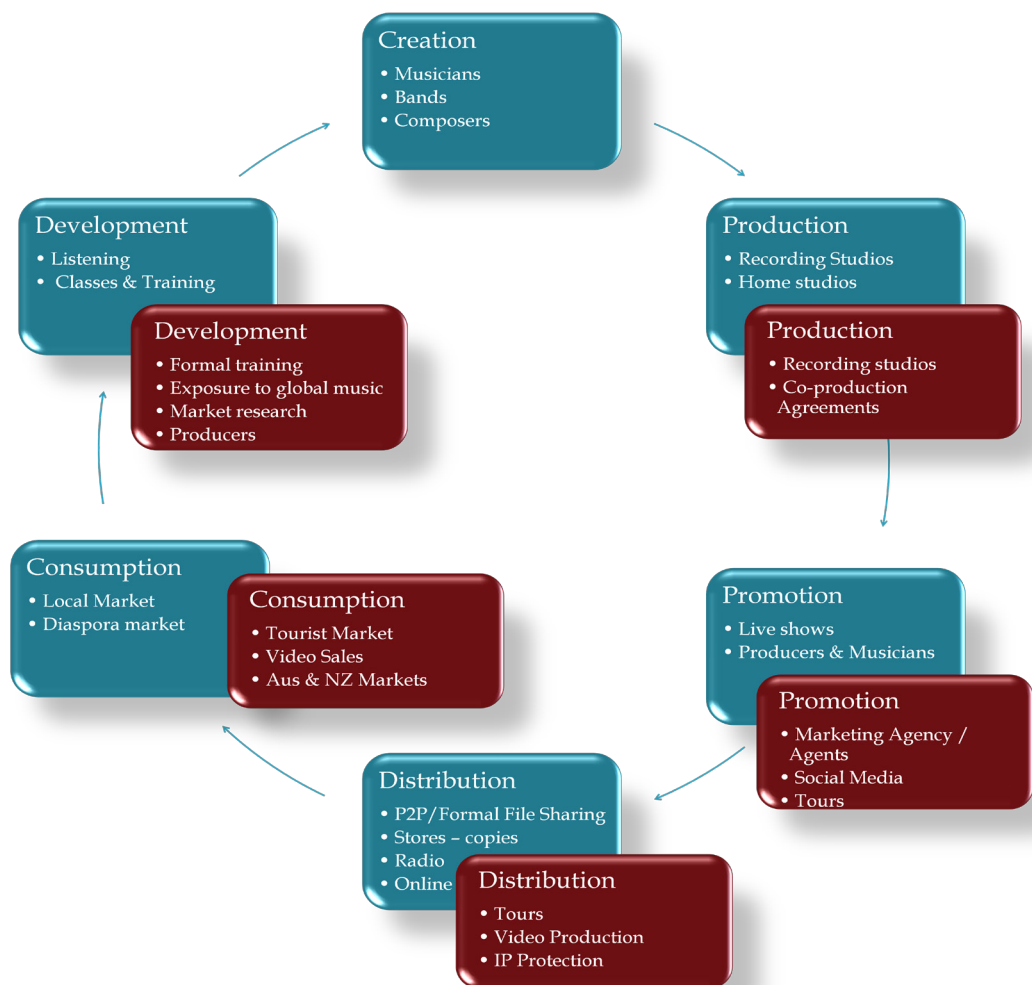 Creation
• Musicians
• Bands
• Composers
Production
• Recording Studios
• Home studios
Production
• Recording studios
• Co-production
Agreements
Promotion
• Live shows
• Producers & Musicians
Promotion
• Marketing Agency /
Agents
• Social Media
• Tours
Distribution
• P2P/Formal File Sharing
• Stores – copies
• Radio
• Online
Distribution
• Tours
• Video Production
• IP Protection
Consumption
• Local Market
• Diaspora market
Consumption
• Tourist Market
• Video Sales
• Aus & NZ Markets
Development
• Listening
• Classes & Training
Development
• Formal training
• Exposure to global music
• Market research
• Producers